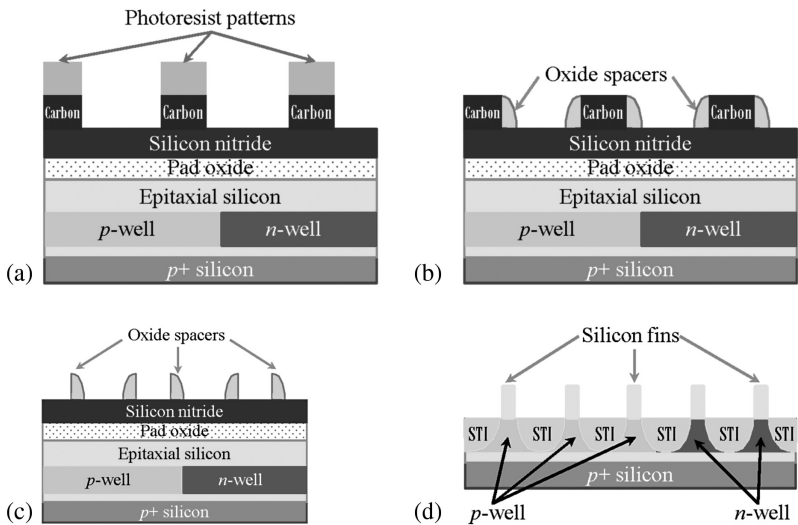 Photoresist patterns
Carbon Carbon Carbon
Silicon nitride
Pad oxide
Epitaxial silicon
p-well n-well
p+ silicon
(a)
Oxide spacers
Carbon Carbon Carbon
Silicon nitride
Pad oxide
Epitaxial silicon
p-well n-well
p+ silicon
(b)
Oxide spacers
Silicon nitride
Pad oxide
Epitaxial silicon
p-well n-well
p+ silicon
(c)
Silicon fins
STI STI STI STI STI STI
p+ silicon
(d)
p-well n-well